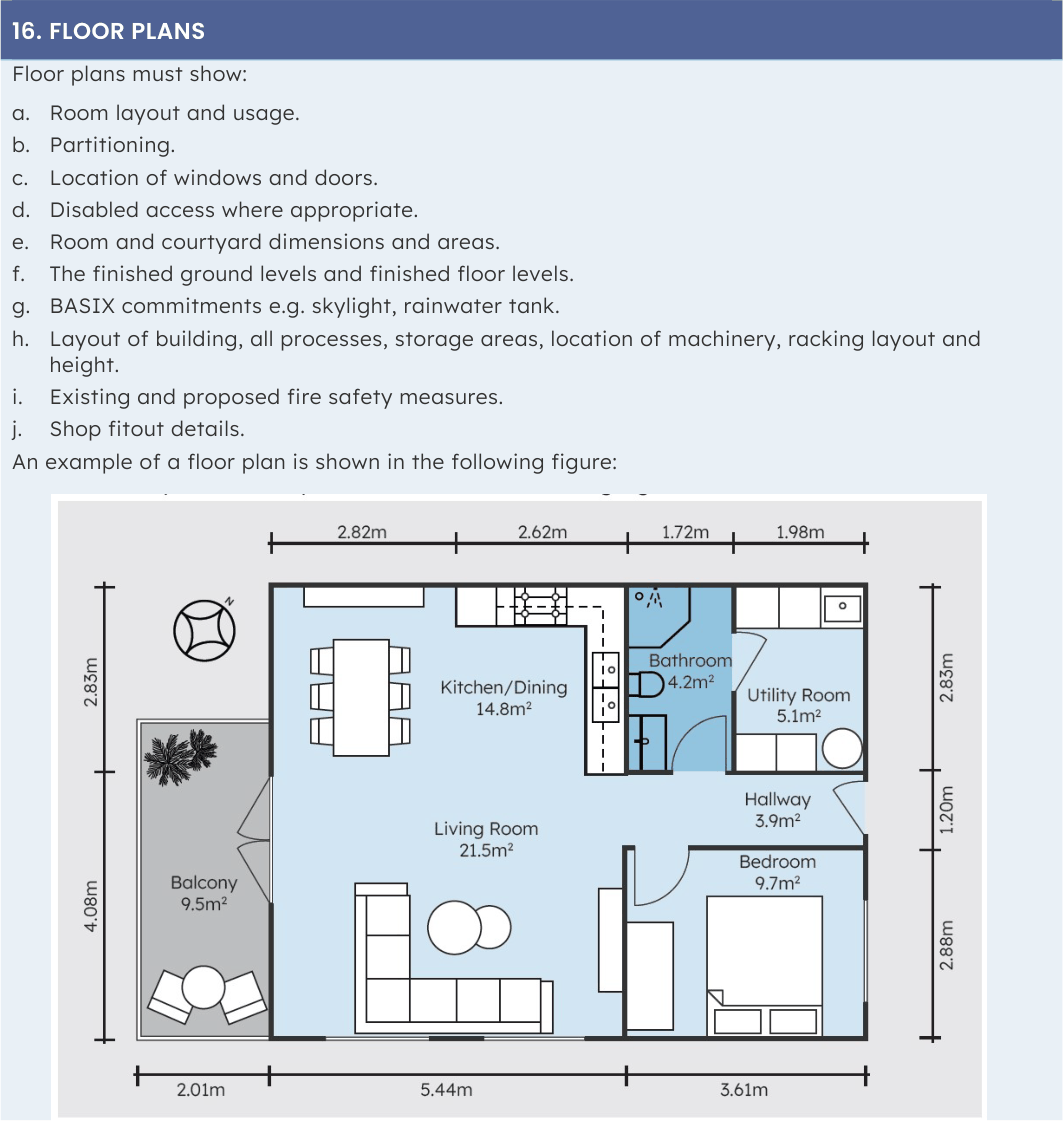 16. FLOOR PLANS
Floor plans must show:
a. Room layout and usage.
b. Partitioning.
c. Location of windows and doors.
d. Disabled access where appropriate.
e. Room and courtyard dimensions and areas.
f. The finished ground levels and finished floor levels.
g. BASIX commitments e.g. skylight, rainwater tank.
h. Layout of building, all processes, storage areas, location of machinery, racking layout and
height.
i. Existing and proposed fire safety measures.
j. Shop fitout details.
An example of a floor plan is shown in the following figure:
2.82m 2.62m 1.72m 1.98m
N
2.83m
Kitchen/Dining
14.8m²
Bathroom
4.2m²
Utility Room
5.1m²
2.83m
Hallway
3.9m²
1.20m
Living Room
21.5m²
Balcony
9.5m²
4.08m
Bedroom
9.7m²
2.88m
2.01m 5.44m 3.61m